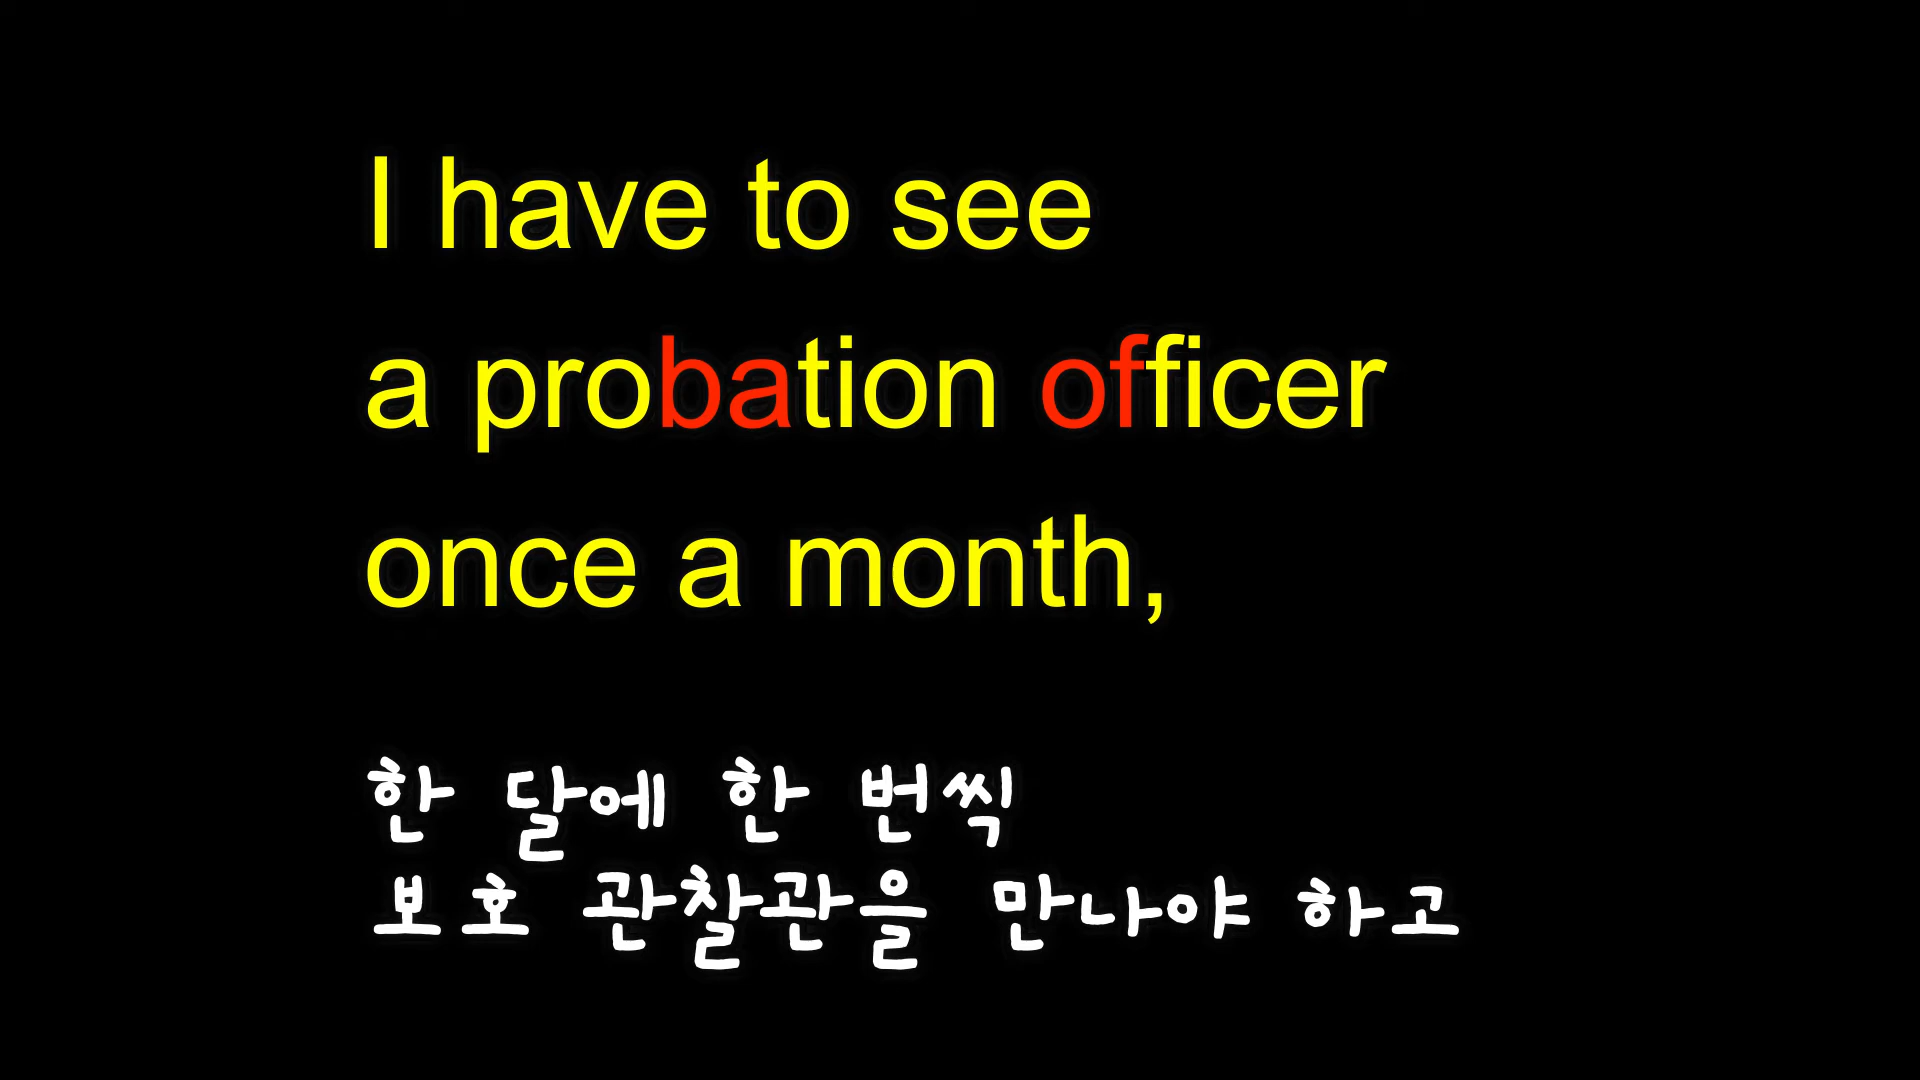 I have to see
a probation officer
once a month,
한 달에 한 번씩
보호 관찰관을 만나야 하고